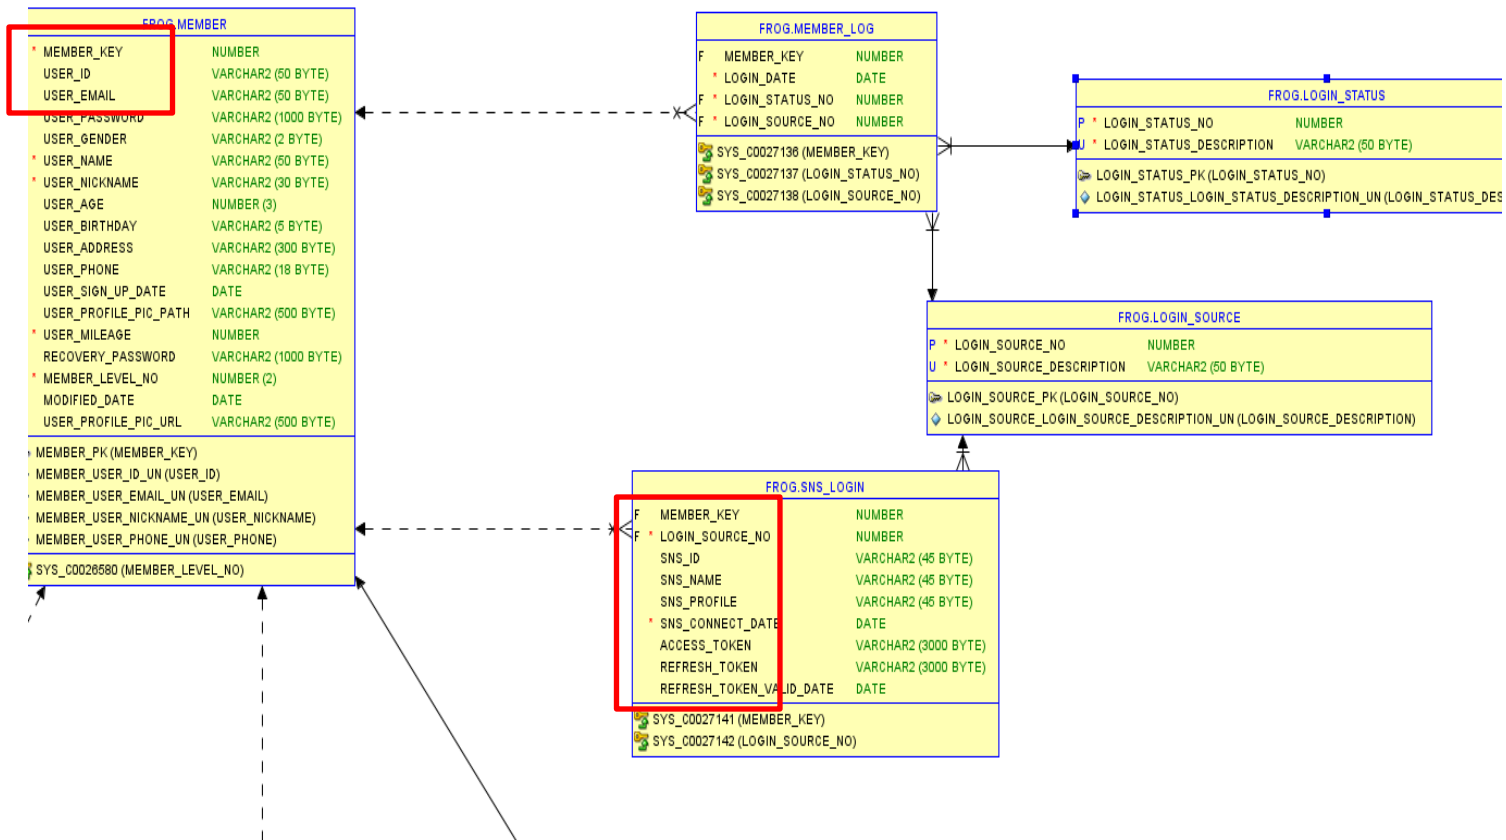 FROG.MEMBER
* MEMBER_KEY NUMBER
USER_ID VARCHAR2 (50 BYTE)
USER_EMAIL VARCHAR2 (50 BYTE)
USER_PASSWORD VARCHAR2 (1000 BYTE)
USER_GENDER VARCHAR2 (2 BYTE)
* USER_NAME VARCHAR2 (50 BYTE)
* USER_NICKNAME VARCHAR2 (30 BYTE)
USER_AGE NUMBER (3)
USER_BIRTHDAY VARCHAR2 (5 BYTE)
USER_ADDRESS VARCHAR2 (300 BYTE)
USER_PHONE VARCHAR2 (18 BYTE)
USER_SIGN_UP_DATE DATE
USER_PROFILE_PIC_PATH VARCHAR2 (500 BYTE)
* USER_MILEAGE NUMBER
RECOVERY_PASSWORD VARCHAR2 (1000 BYTE)
* MEMBER_LEVEL_NO NUMBER (2)
MODIFIED_DATE DATE
USER_PROFILE_PIC_URL VARCHAR2 (500 BYTE)
MEMBER_PK (MEMBER_KEY)
MEMBER_USER_ID_UN (USER_ID)
MEMBER_USER_EMAIL_UN (USER_EMAIL)
MEMBER_USER_NICKNAME_UN (USER_NICKNAME)
MEMBER_USER_PHONE_UN (USER_PHONE)
SYS_C0026580 (MEMBER_LEVEL_NO)
FROG.MEMBER_LOG
F MEMBER_KEY NUMBER
* LOGIN_DATE DATE
F * LOGIN_STATUS_NO NUMBER
F * LOGIN_SOURCE_NO NUMBER
SYS_C0027136 (MEMBER_KEY)
SYS_C0027137 (LOGIN_STATUS_NO)
SYS_C0027138 (LOGIN_SOURCE_NO)
FROG.LOGIN_STATUS
P * LOGIN_STATUS_NO NUMBER
U * LOGIN_STATUS_DESCRIPTION VARCHAR2 (50 BYTE)
LOGIN_STATUS_PK (LOGIN_STATUS_NO)
LOGIN_STATUS_LOGIN_STATUS_DESCRIPTION_UN (LOGIN_STATUS_DES
FROG.LOGIN_SOURCE
P * LOGIN_SOURCE_NO NUMBER
U * LOGIN_SOURCE_DESCRIPTION VARCHAR2 (50 BYTE)
LOGIN_SOURCE_PK (LOGIN_SOURCE_NO)
LOGIN_SOURCE_LOGIN_SOURCE_DESCRIPTION_UN (LOGIN_SOURCE_DESCRIPTION)
FROG.SNS_LOGIN
F MEMBER_KEY NUMBER
F * LOGIN_SOURCE_NO NUMBER
SNS_ID VARCHAR2 (45 BYTE)
SNS_NAME VARCHAR2 (45 BYTE)
SNS_PROFILE VARCHAR2 (45 BYTE)
* SNS_CONNECT_DATE DATE
ACCESS_TOKEN VARCHAR2 (3000 BYTE)
REFRESH_TOKEN VARCHAR2 (3000 BYTE)
REFRESH_TOKEN_VALID_DATE DATE
SYS_C0027141 (MEMBER_KEY)
SYS_C0027142 (LOGIN_SOURCE_NO)